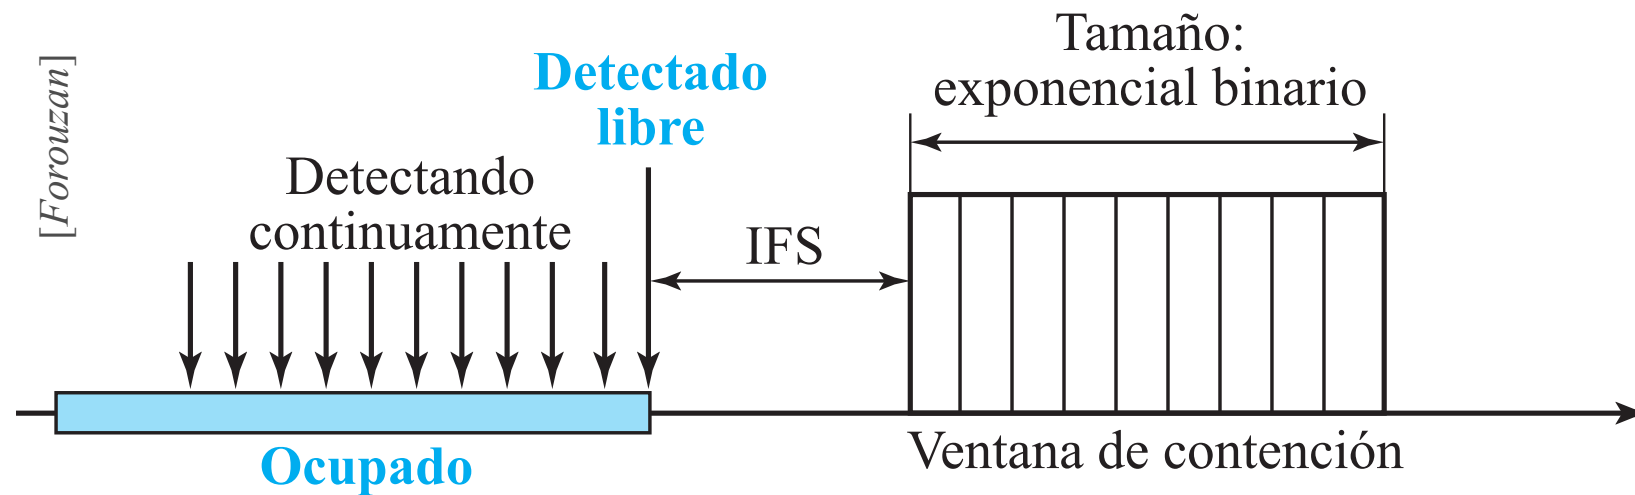 [Forouzan]
Tamaño:
exponencial binario
Detectado
libre
Detectando
continuamente
IFS
Ocupado
Ventana de contención